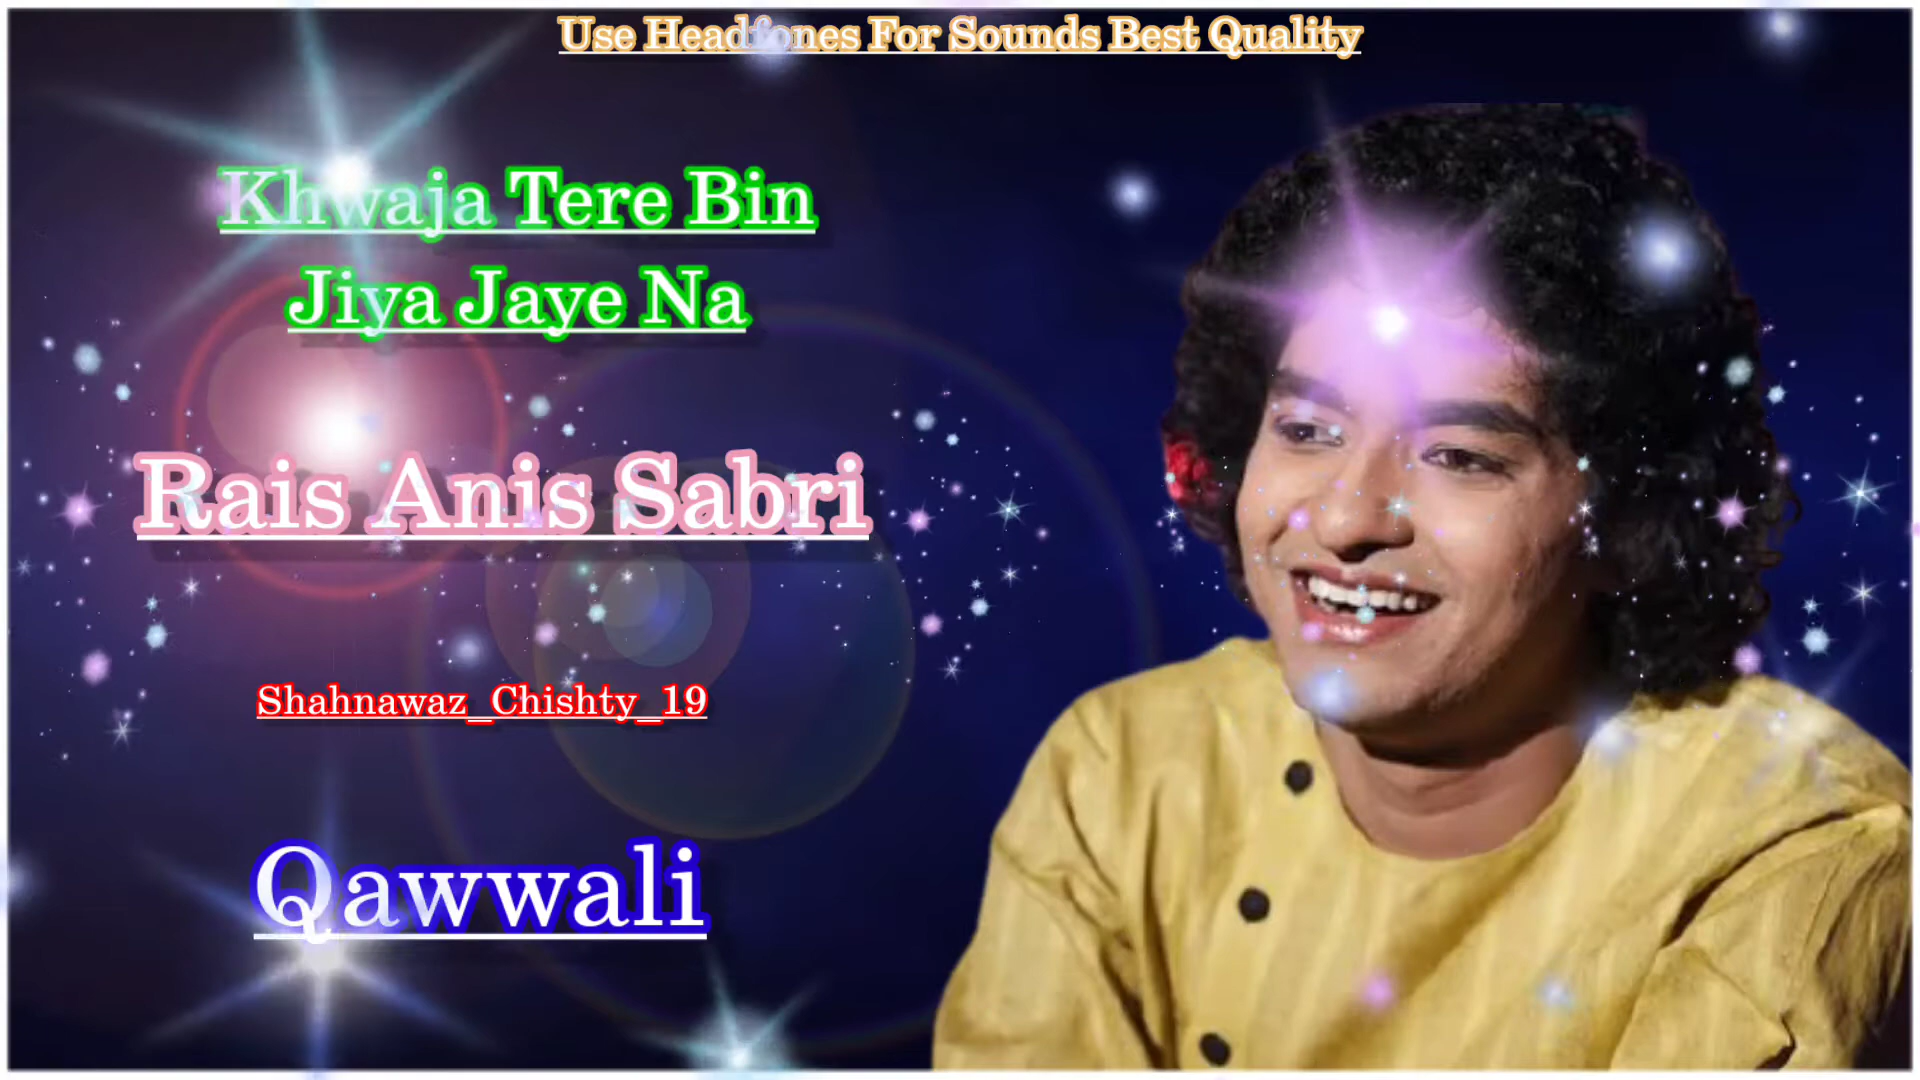 Use Headfones For Sounds Best Quality
Khwaja Tere Bin
Jiya Jaye Na
Rais Anis Sabri
Shahnawaz_Chishty_19
Qawwali